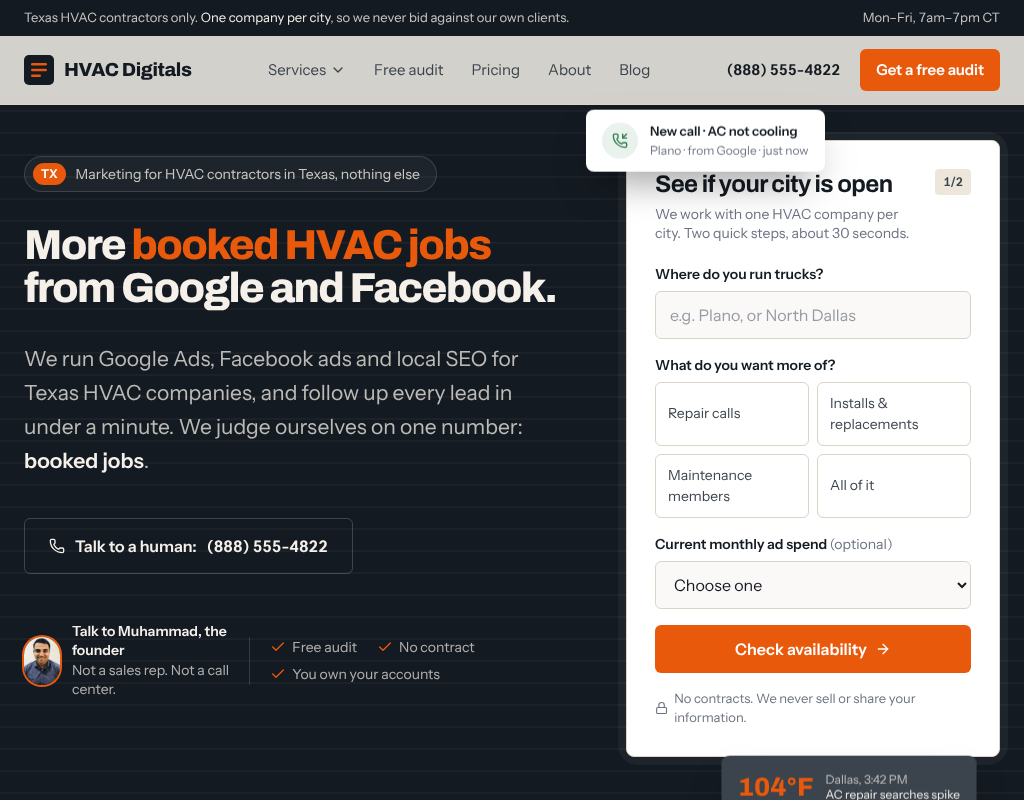 Texas HVAC contractors only. One company per city, so we never bid against our own clients.
Mon–Fri, 7am–7pm CT
HVAC Digitals
Services
Free audit
Pricing
About
Blog
(888) 555-4822
Get a free audit
New call · AC not cooling
Plano · from Google · just now
TX
Marketing for HVAC contractors in Texas, nothing else
More booked HVAC jobs
from Google and Facebook.
We run Google Ads, Facebook ads and local SEO for
Texas HVAC companies, and follow up every lead in
under a minute. We judge ourselves on one number:
booked jobs.
Talk to a human: (888) 555-4822
Talk to Muhammad, the
founder
Not a sales rep. Not a call
center.
Free audit
No contract
You own your accounts
See if your city is open
1/2
We work with one HVAC company per
city. Two quick steps, about 30 seconds.
Where do you run trucks?
e.g. Plano, or North Dallas
What do you want more of?
Repair calls
Installs &
replacements
Maintenance
members
All of it
Current monthly ad spend (optional)
Choose one
Check availability
No contracts. We never sell or share your
information.
104°F
Dallas, 3:42 PM
AC repair searches spike